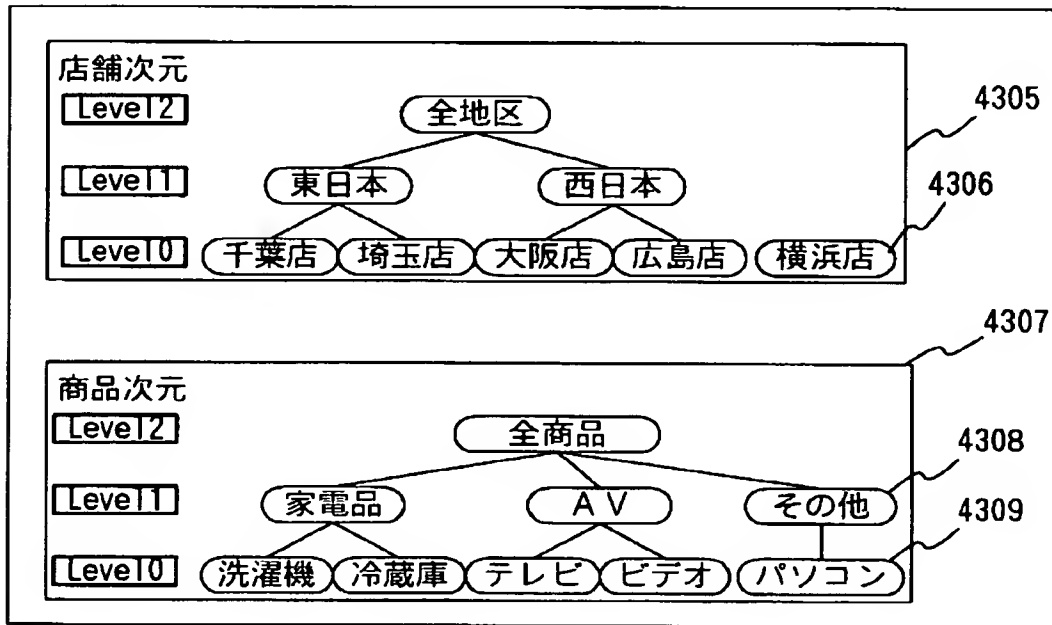 店舗次元
Level2 全地区 4305
Level1 東日本 西日本 4306
Level0 千葉店 埼玉店 大阪店 広島店 横浜店
4307
商品次元
Level2 全商品 4308
Level1 家電品 AV その他 4309
Level0 洗濯機 冷蔵庫 テレビ ビデオ パソコン